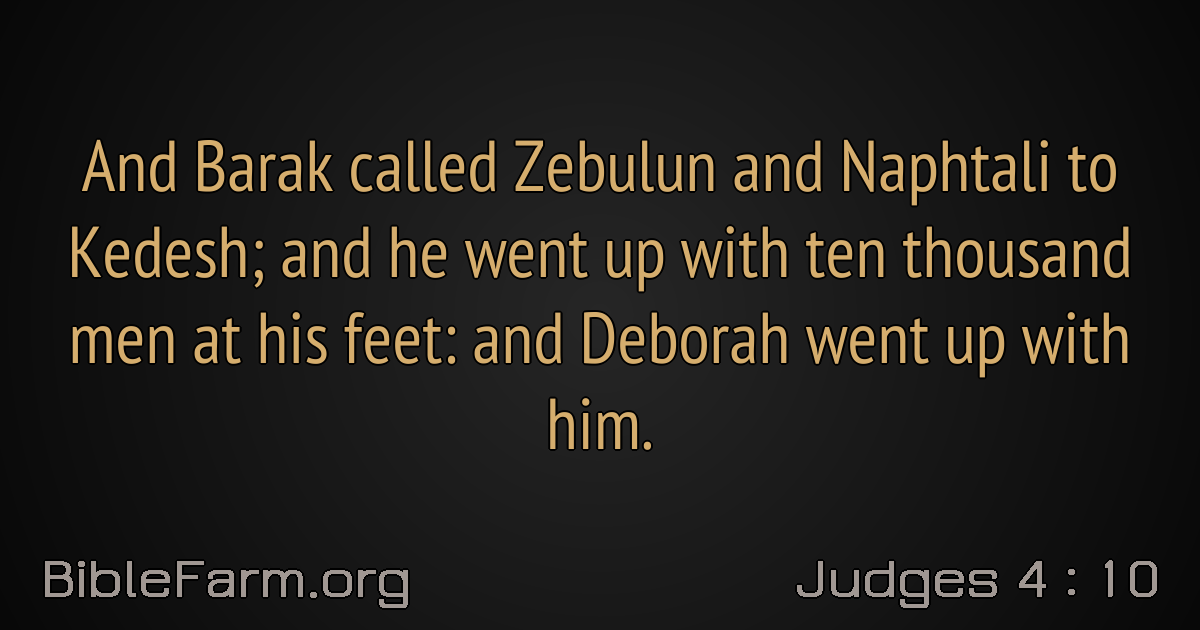 And Barak called Zebulun and Naphtali to
Kedesh; and he went up with ten thousand
men at his feet: and Deborah went up with
him.
BibleFarm.org
Judges 4 : 10